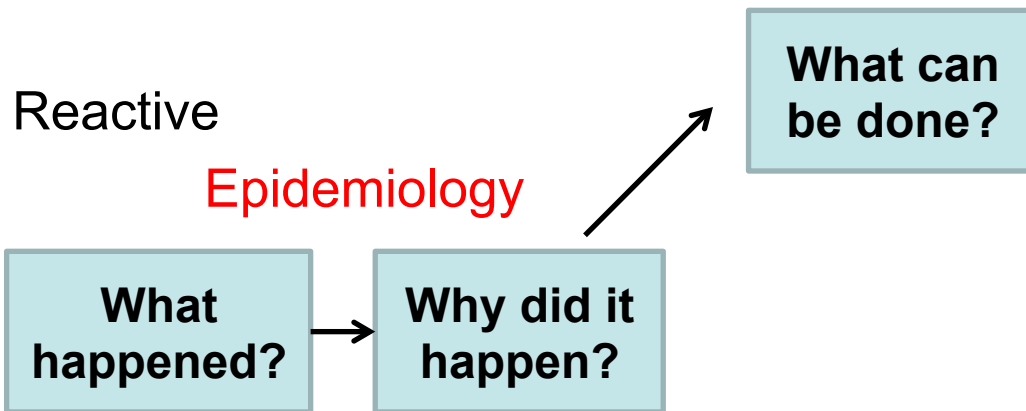 What can
be done?
Reactive
Epidemiology
What
happened?
Why did it
happen?